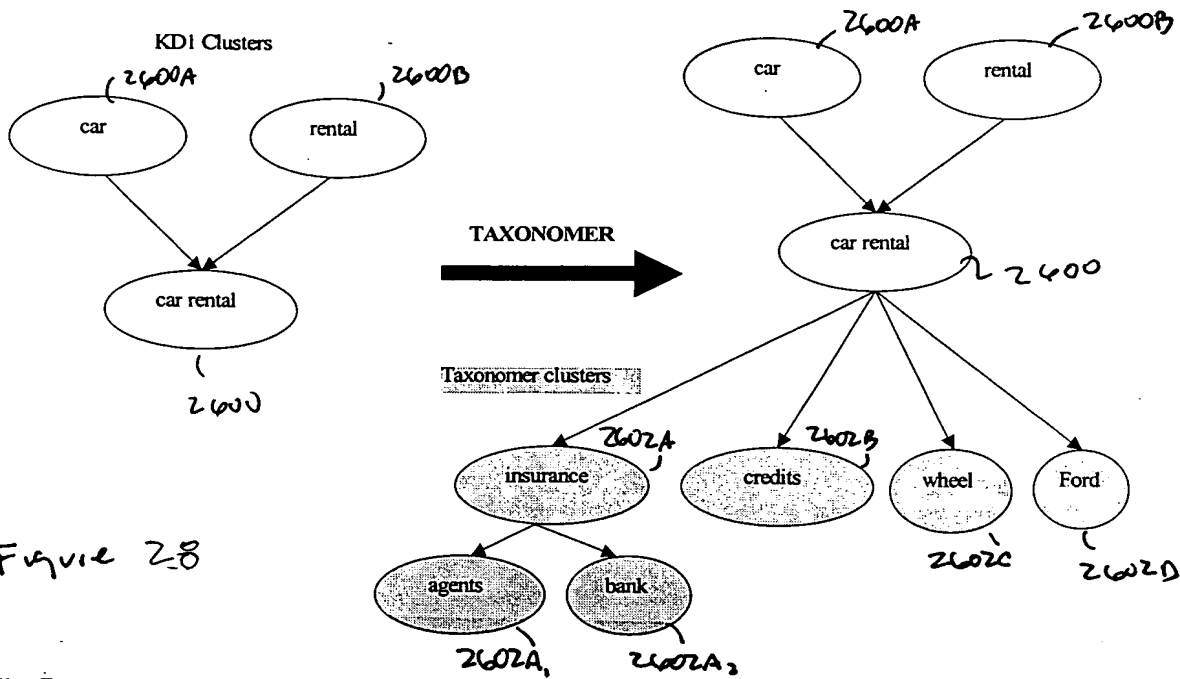 KD1 Clusters
2600A
2600B
car
rental
car rental
2600
TAXONOMER
2600A
2600B
car
rental
car rental
2600
Taxonomer clusters
2602A
2602B
insurance
credits
wheel
Ford
2602C
2602D
agents
bank
2602A₁
2602A₂
Figure 28